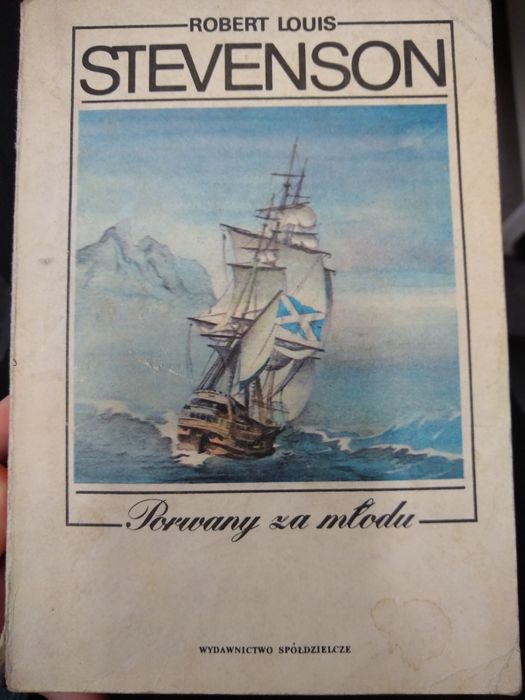 ROBERT LOUIS
STEVENSON
Porwany za młodu
WYDAWNICTWO SPÓŁDZIELCZE